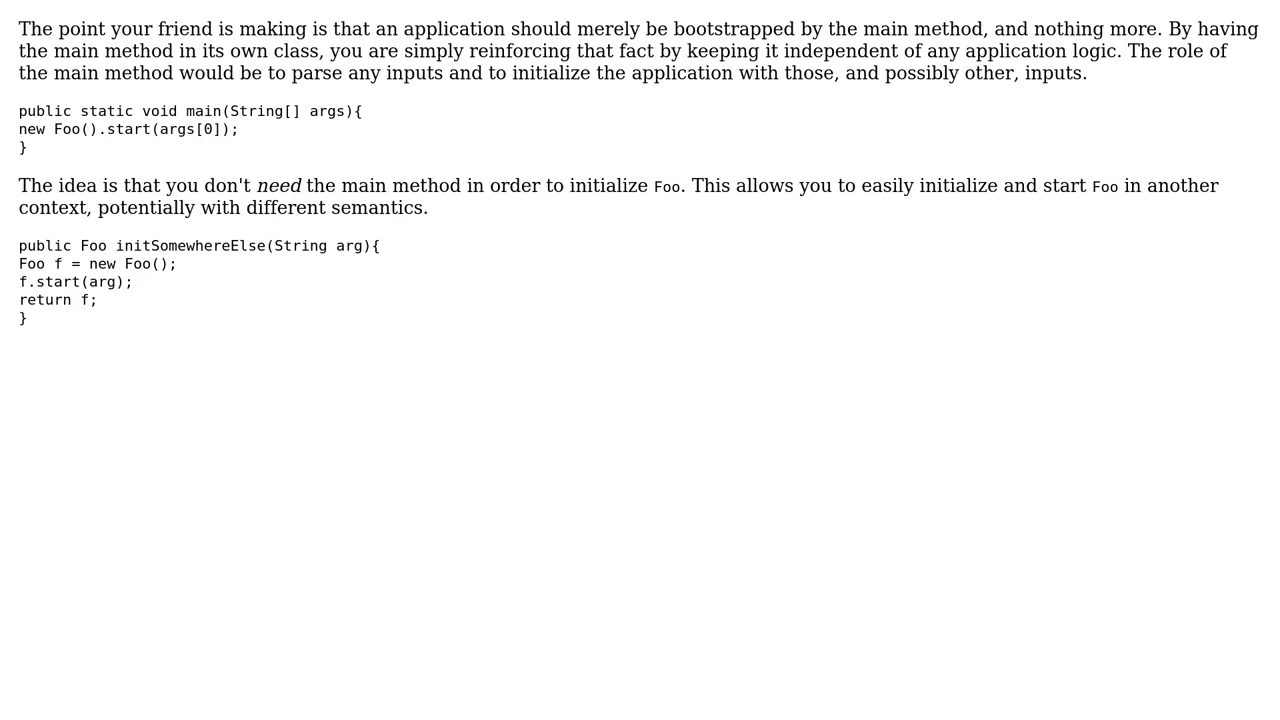 The point your friend is making is that an application should merely be bootstrapped by the main method, and nothing more. By having
the main method in its own class, you are simply reinforcing that fact by keeping it independent of any application logic. The role of
the main method would be to parse any inputs and to initialize the application with those, and possibly other, inputs.
public static void main(String[] args){
new Foo().start(args[0]);
}
The idea is that you don't need the main method in order to initialize Foo. This allows you to easily initialize and start Foo in another
context, potentially with different semantics.
public Foo initSomewhereElse(String arg){
Foo f = new Foo();
f.start(arg);
return f;
}